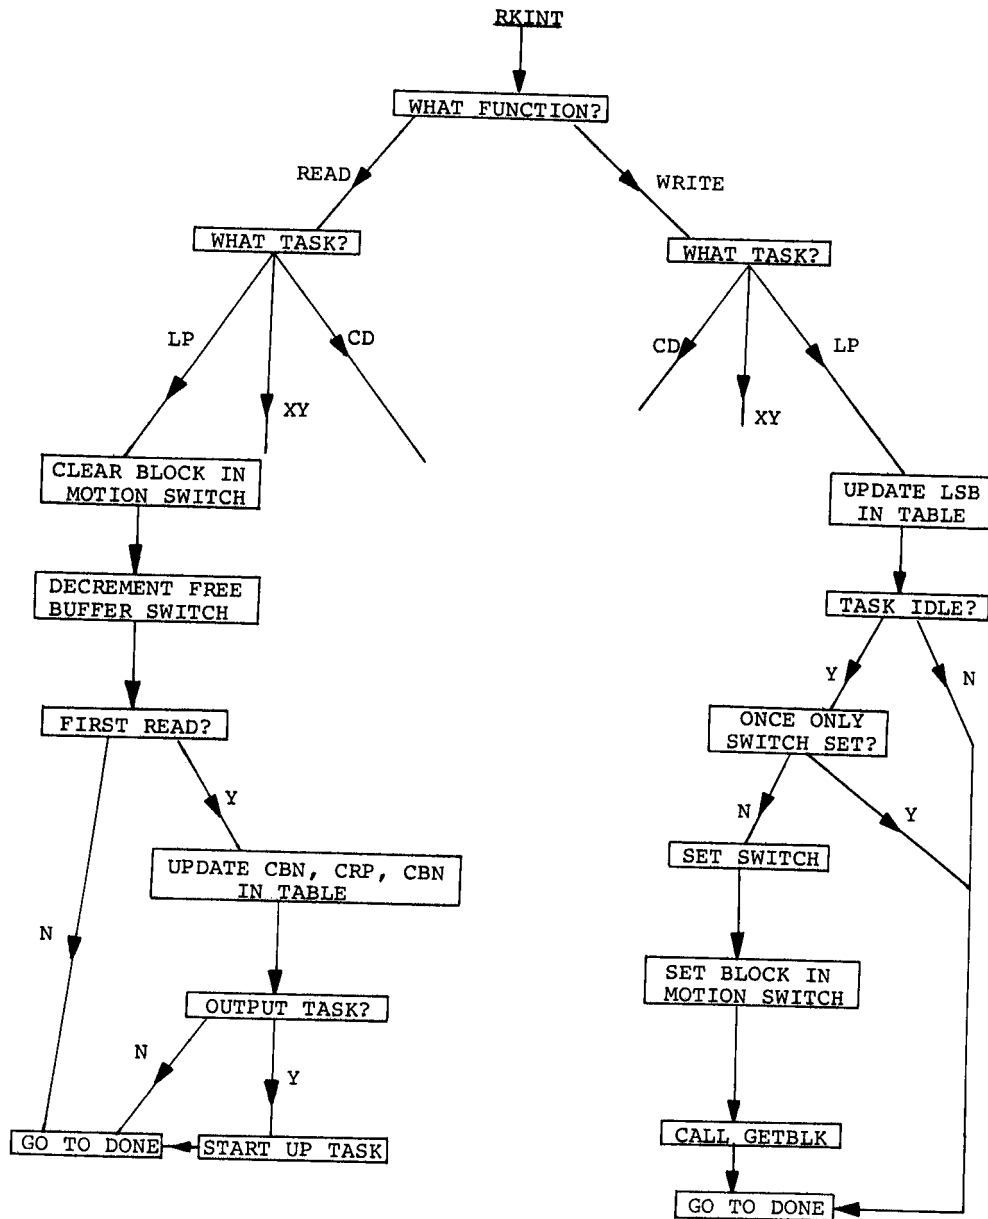 RKINT
WHAT FUNCTION?
READ
WRITE
WHAT TASK?
WHAT TASK?
LP
XY
CD
CD
XY
LP
CLEAR BLOCK IN
MOTION SWITCH
DECREMENT FREE
BUFFER SWITCH
FIRST READ?
N
Y
UPDATE CBN, CRP, CBN
IN TABLE
OUTPUT TASK?
N
Y
GO TO DONE
START UP TASK
UPDATE LSB
IN TABLE
TASK IDLE?
Y
N
ONCE ONLY
SWITCH SET?
N
Y
SET SWITCH
SET BLOCK IN
MOTION SWITCH
CALL GETBLK
GO TO DONE